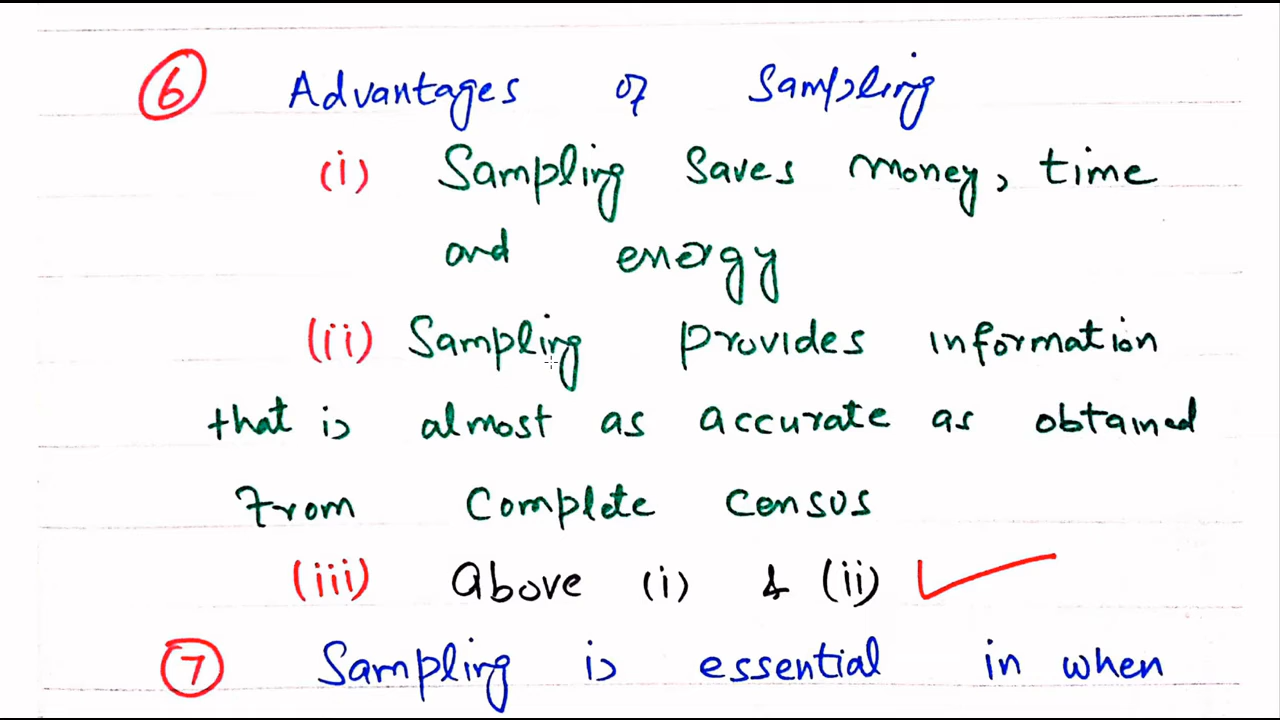 6 Advantages of Sampling
(i) Sampling saves money, time
and energy
(ii) Sampling provides information
that is almost as accurate as obtained
From Complete Census
(iii) Above (i) & (ii) ✓
7 Sampling is essential in when